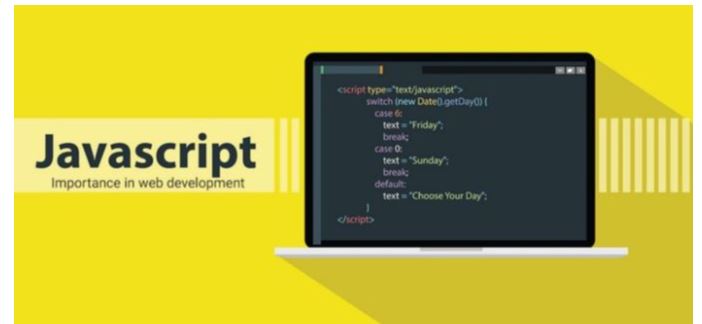 Javascript
Importance in web development
<script type="text/javascript">
switch (new Date().getDay()) {
case 6:
text = "Friday";
break;
case 0:
text = "Sunday";
break;
default:
text = "Choose Your Day";
}
</script>